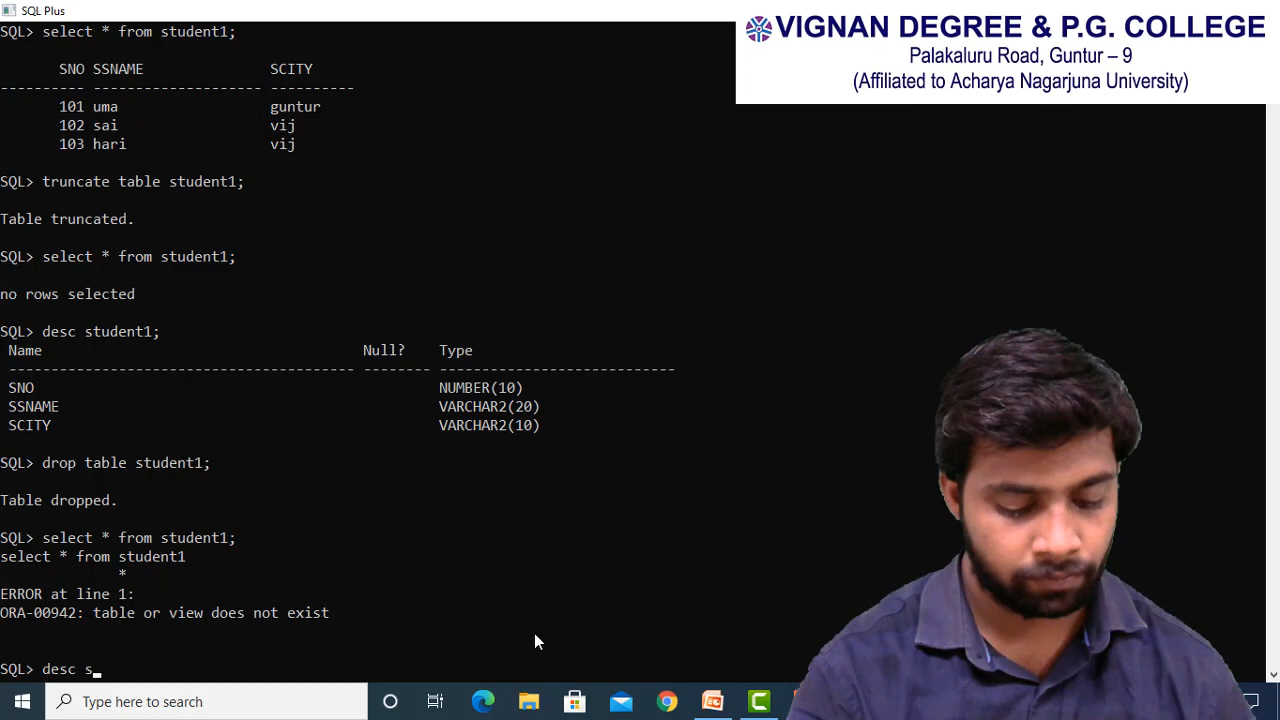 SQL Plus
SQL> select * from student1;
SNO SSNAME SCITY
---------- -------------------- ----------
101 uma guntur
102 sai vij
103 hari vij
SQL> truncate table student1;
Table truncated.
SQL> select * from student1;
no rows selected
SQL> desc student1;
Name Null? Type
----------------------------------------- -------- ----------------------------
SNO NUMBER(10)
SSNAME VARCHAR2(20)
SCITY VARCHAR2(10)
SQL> drop table student1;
Table dropped.
SQL> select * from student1;
select * from student1
*
ERROR at line 1:
ORA-00942: table or view does not exist
SQL> desc s_
VIGNAN DEGREE & P.G. COLLEGE
Palakaluru Road, Guntur – 9
(Affiliated to Acharya Nagarjuna University)
Type here to search